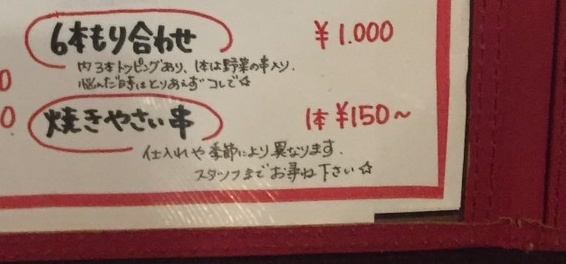 6本もり合わせ ¥1.000
内3本トッピングあり、1本は野菜の串入り.
悩んだ時はとりあえずコレで☆
0
0 焼きやさい串 1本 ¥150~
仕入れや季節により異なります.
スタッフまでお尋ね下さい☆